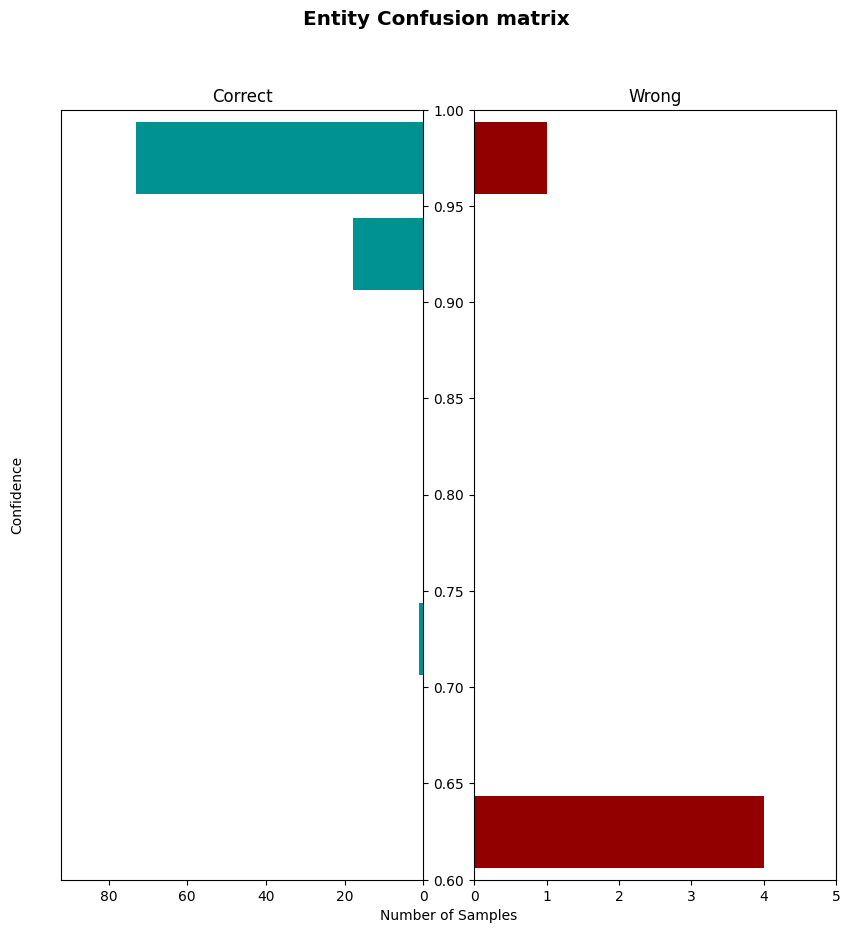 Entity Confusion matrix
Correct
Wrong
1.00
0.95
0.90
0.85
0.80
0.75
0.70
0.65
0.60
Confidence
80 60 40 20 0
0 1 2 3 4 5
Number of Samples